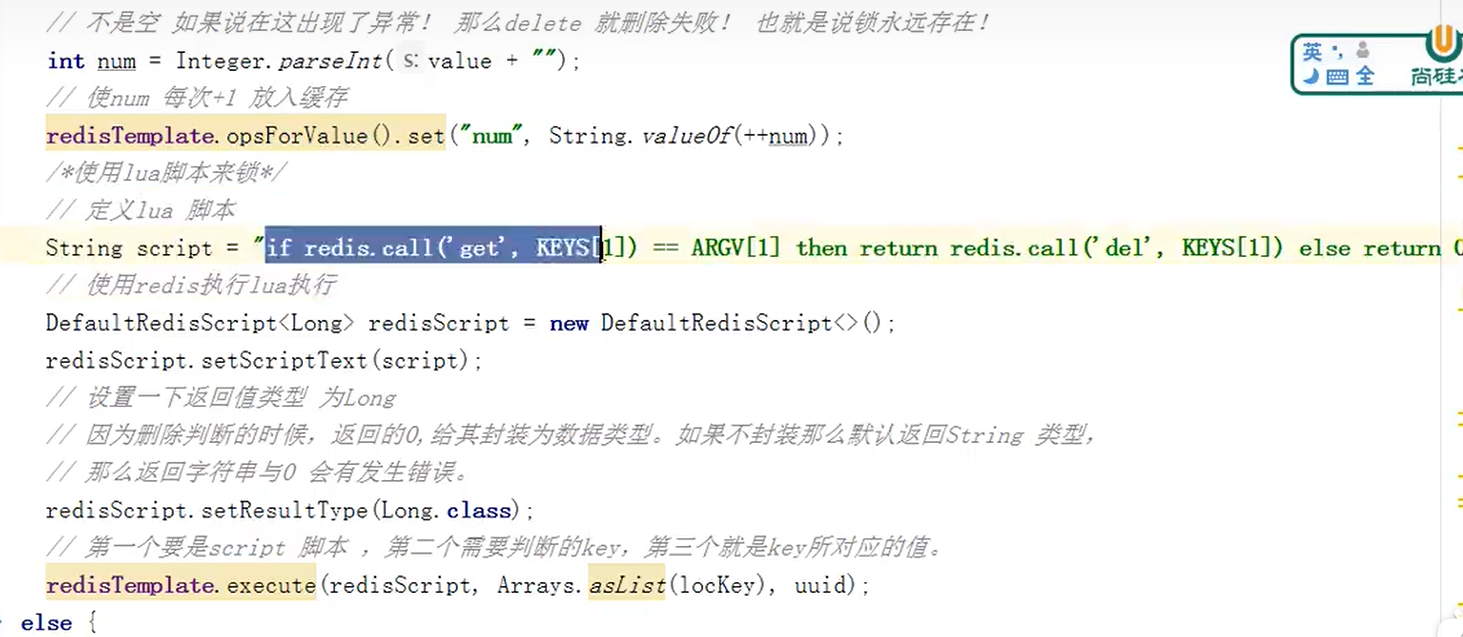 // 不是空 如果说在这出现了异常! 那么delete 就删除失败! 也就是说锁永远存在!
int num = Integer.parseInt( s: value + "");
// 使num 每次+1 放入缓存
redisTemplate.opsForValue().set("num", String.valueOf(++num));
/*使用lua脚本来锁*/
// 定义lua 脚本
String script = "if redis.call('get', KEYS[1]) == ARGV[1] then return redis.call('del', KEYS[1]) else return 0
// 使用redis执行lua执行
DefaultRedisScript<Long> redisScript = new DefaultRedisScript<>();
redisScript.setScriptText(script);
// 设置一下返回值类型 为Long
// 因为删除判断的时候, 返回的0,给其封装为数据类型。如果不封装那么默认返回String 类型,
// 那么返回字符串与0 会有发生错误。
redisScript.setResultType(Long.class);
// 第一个要是script 脚本 , 第二个需要判断的key, 第三个就是key所对应的值。
redisTemplate.execute(redisScript, Arrays.asList(locKey), uuid);
else {
英
全
尚硅